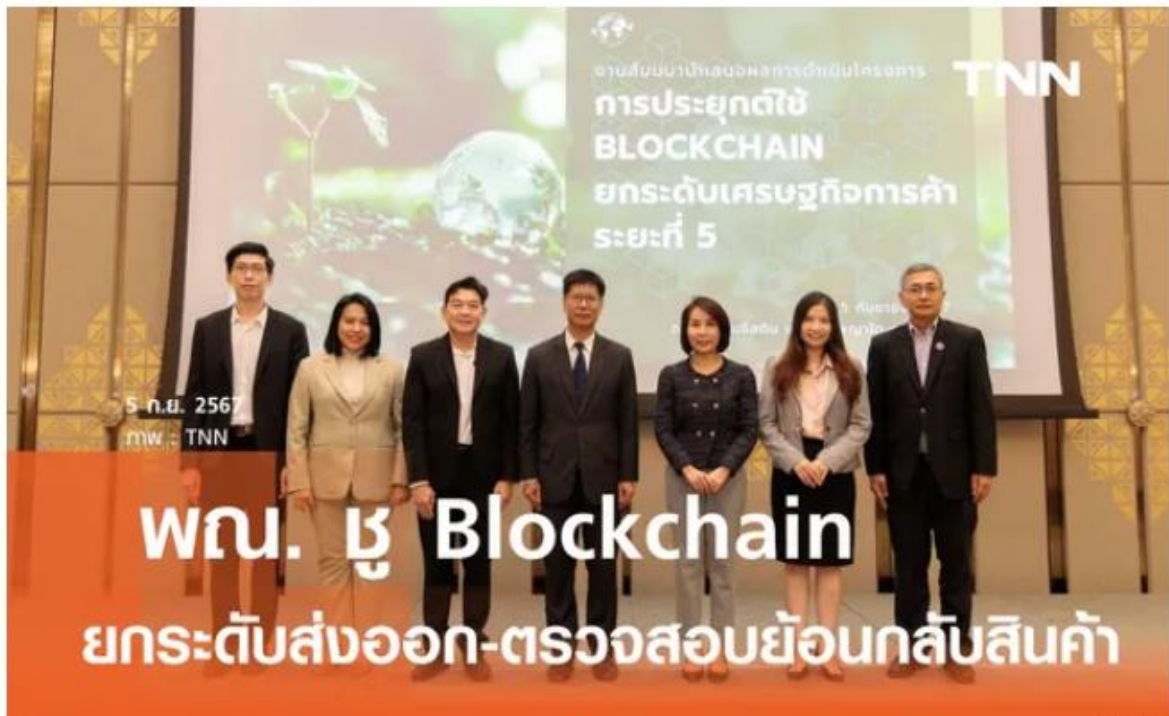 งานสัมมนานำเสนอผลการดำเนินโครงการ
TNN
การประยุกต์ใช้
BLOCKCHAIN
ยกระดับเศรษฐกิจการค้า
ระยะที่ 5
5 ก.ย. 2567
ภาพ : TNN
พณ. ชู Blockchain
ยกระดับส่งออก-ตรวจสอบย้อนกลับสินค้า